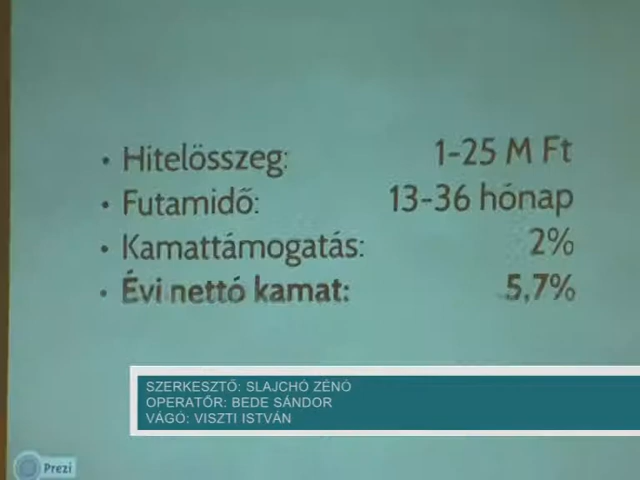 • Hitelösszeg: 1-25 M Ft
• Futamidő: 13-36 hónap
• Kamattámogatás: 2%
• Évi nettó kamat: 5,7%
SZERKESZTŐ: SLAJCHÓ ZÉNÓ
OPERATŐR: BEDE SÁNDOR
VÁGÓ: VISZTI ISTVÁN
Prezi